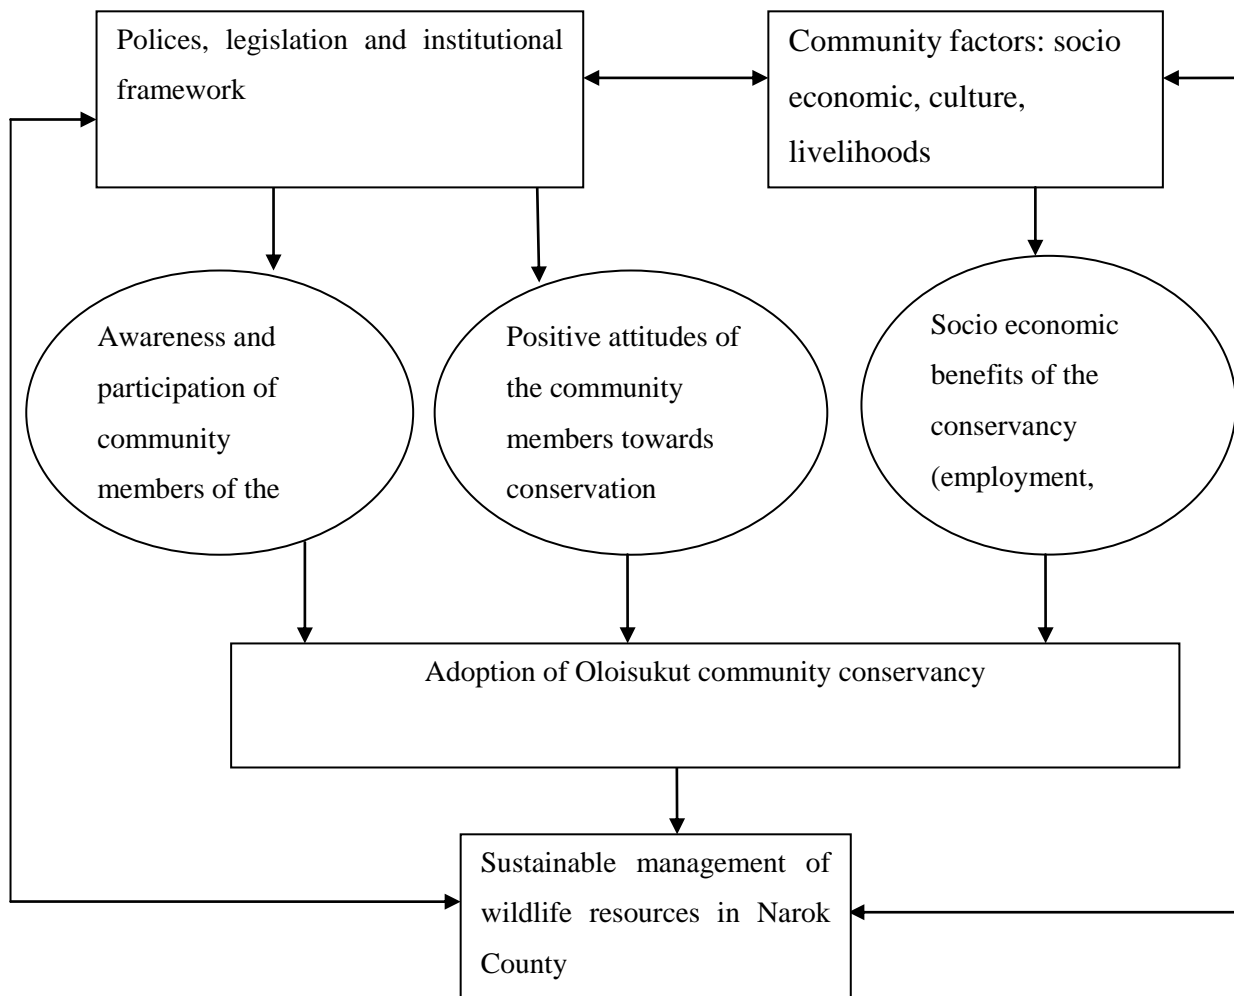 Polices, legislation and institutional
framework
Community factors: socio
economic, culture,
livelihoods
Awareness and
participation of
community
members of the
Positive attitudes of
the community
members towards
conservation
Socio economic
benefits of the
conservancy
(employment,
Adoption of Oloisukut community conservancy
Sustainable management of
wildlife resources in Narok
County